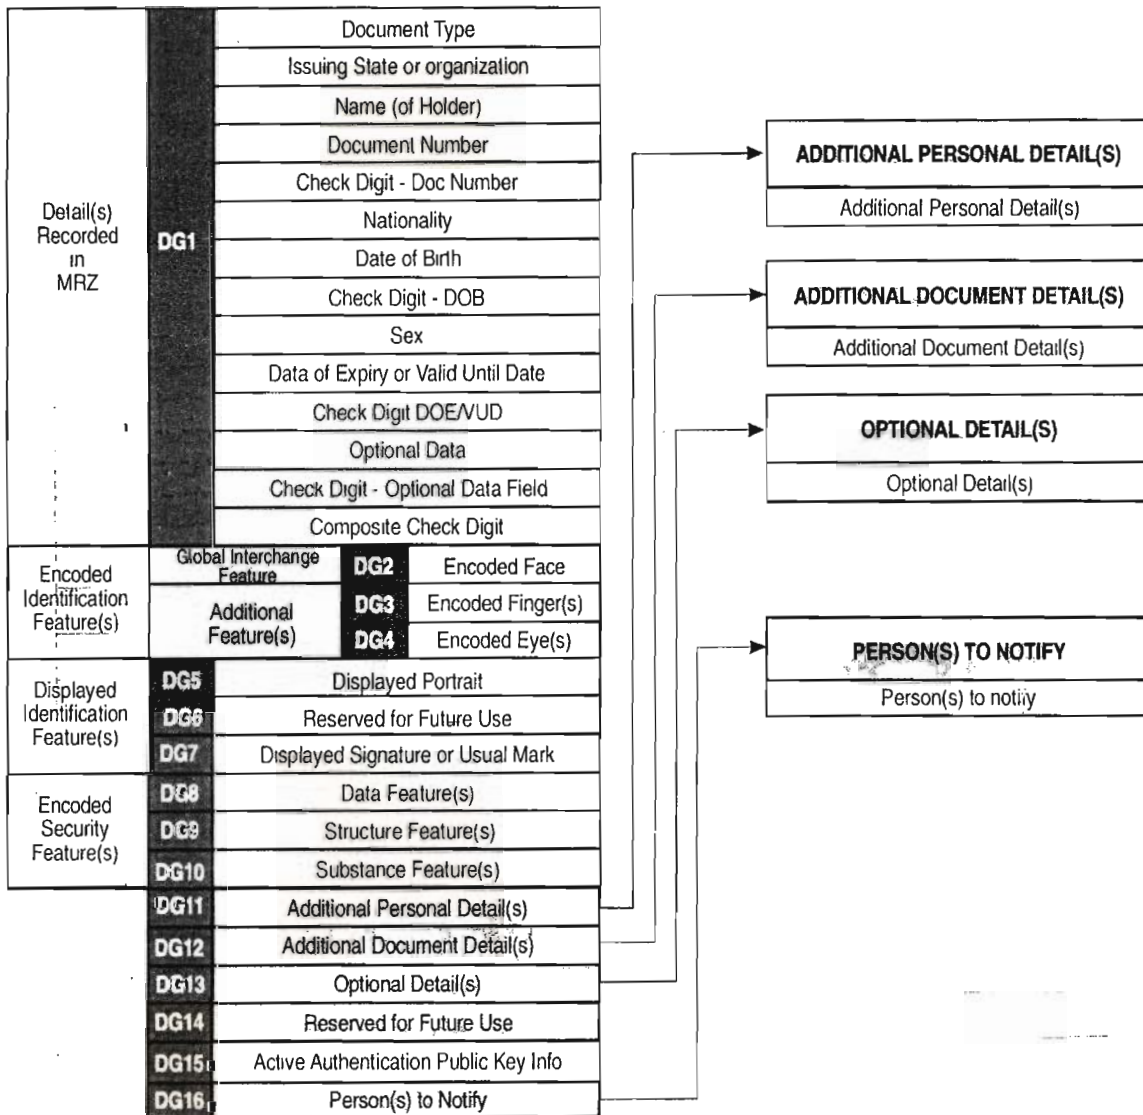 Document Type
Issuing State or organization
Name (of Holder)
Document Number
Check Digit - Doc Number
Detail(s)
Recorded
in
MRZ
DG1
Nationality
Date of Birth
Check Digit - DOB
Sex
Data of Expiry or Valid Until Date
Check Digit DOE/VUD
Optional Data
Check Digit - Optional Data Field
Composite Check Digit
Encoded
Identification
Feature(s)
Global Interchange
Feature
DG2
Encoded Face
Additional
Feature(s)
DG3
Encoded Finger(s)
DG4
Encoded Eye(s)
Displayed
Identification
Feature(s)
DG5
Displayed Portrait
DG6
Reserved for Future Use
DG7
Displayed Signature or Usual Mark
Encoded
Security
Feature(s)
DG8
Data Feature(s)
DG9
Structure Feature(s)
DG10
Substance Feature(s)
DG11
Additional Personal Detail(s)
DG12
Additional Document Detail(s)
DG13
Optional Detail(s)
DG14
Reserved for Future Use
DG15
Active Authentication Public Key Info
DG16
Person(s) to Notify
ADDITIONAL PERSONAL DETAIL(S)
Additional Personal Detail(s)
ADDITIONAL DOCUMENT DETAIL(S)
Additional Document Detail(s)
OPTIONAL DETAIL(S)
Optional Detail(s)
PERSON(S) TO NOTIFY
Person(s) to notify